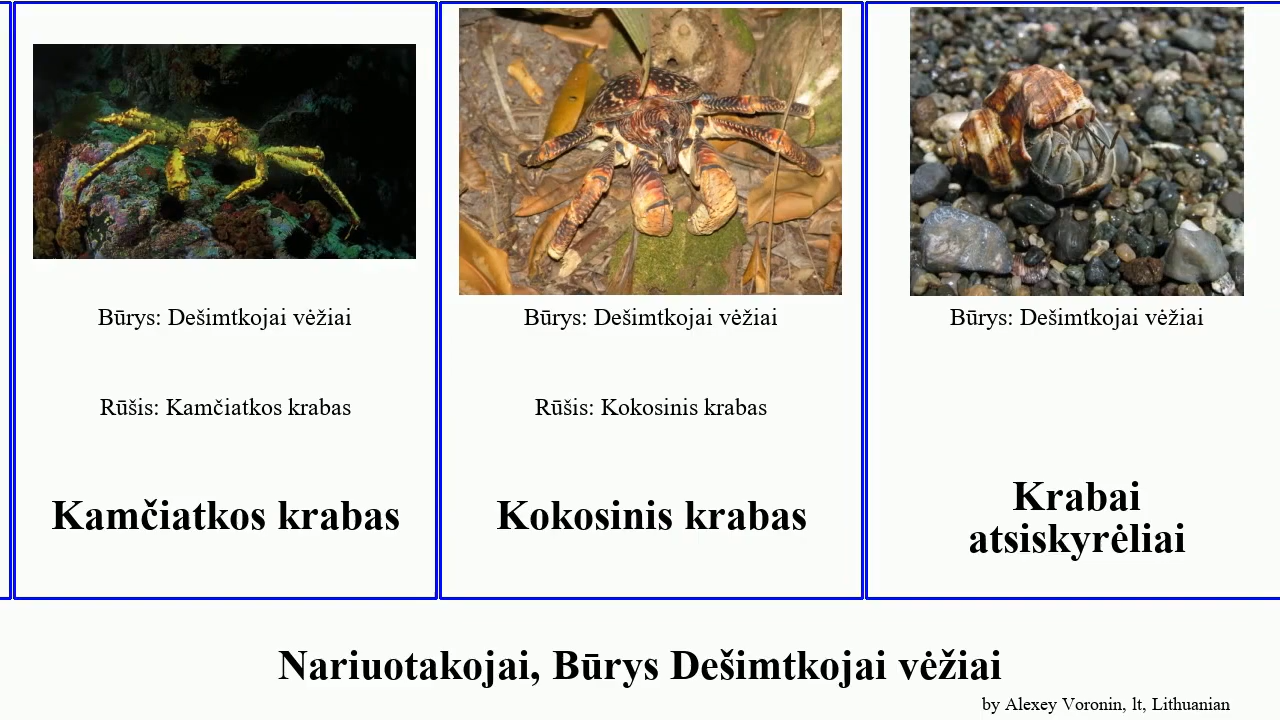 Būrys: Dešimtkojai vėžiai
Rūšis: Kamčiatkos krabas
Kamčiatkos krabas
Būrys: Dešimtkojai vėžiai
Rūšis: Kokosinis krabas
Kokosinis krabas
Būrys: Dešimtkojai vėžiai
Krabai
atsiskyrėliai
Nariuotakojai, Būrys Dešimtkojai vėžiai
by Alexey Voronin, lt, Lithuanian